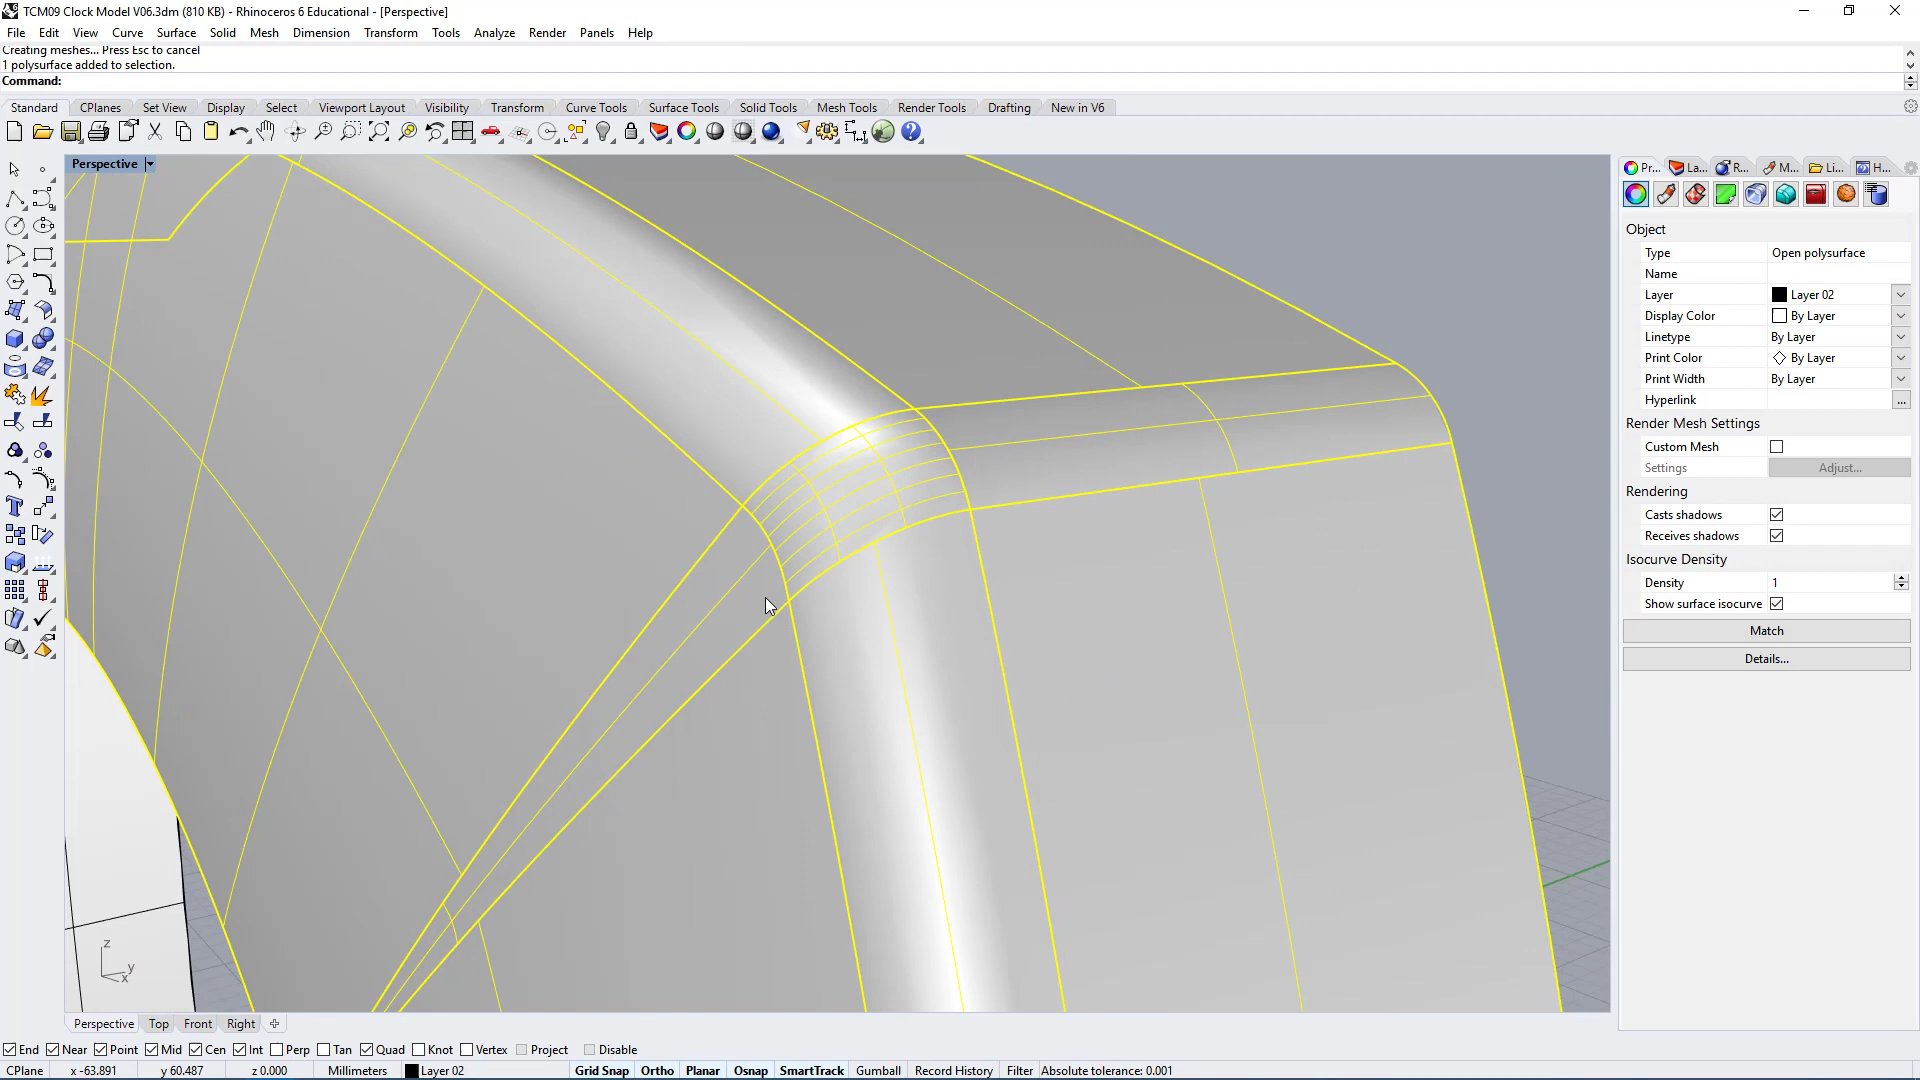 TCM09 Clock Model V06.3dm (810 KB) - Rhinoceros 6 Educational - [Perspective]
File Edit View Curve Surface Solid Mesh Dimension Transform Tools Analyze Render Panels Help
Creating meshes... Press Esc to cancel
1 polysurface added to selection.
Command:
Standard CPlanes Set View Display Select Viewport Layout Visibility Transform Curve Tools Surface Tools Solid Tools Mesh Tools Render Tools Drafting New in V6
Perspective
Pr... La... R... M... Li... H...
Object
Type Open polysurface
Name
Layer Layer 02
Display Color By Layer
Linetype By Layer
Print Color By Layer
Print Width By Layer
Hyperlink ...
Render Mesh Settings
Custom Mesh
Settings Adjust...
Rendering
Casts shadows
Receives shadows
Isocurve Density
Density 1
Show surface isocurve
Match
Details...
z
y
x
Perspective Top Front Right
End Near Point Mid Cen Int Perp Tan Quad Knot Vertex Project Disable
CPlane x -63.891 y 60.487 z 0.000 Millimeters Layer 02 Grid Snap Ortho Planar Osnap SmartTrack Gumball Record History Filter Absolute tolerance: 0.001